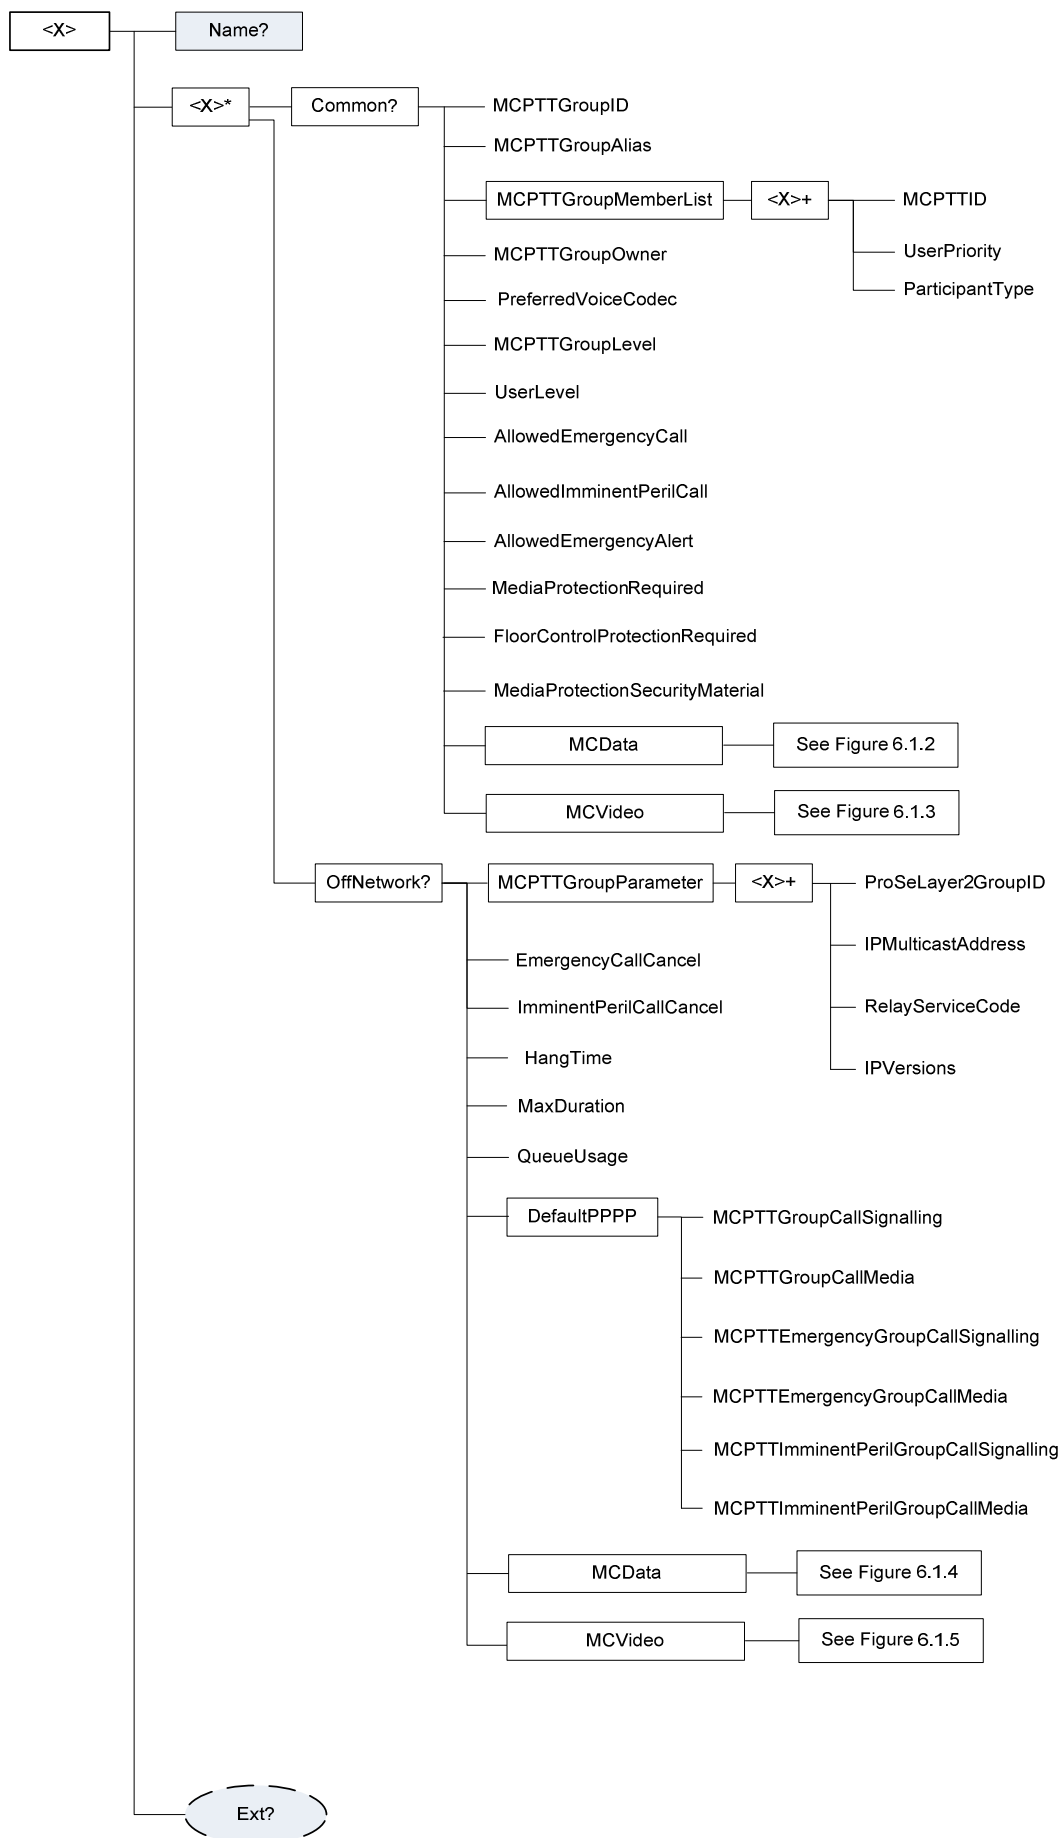 <X>
Name?
<X>*
Common?
MCPTTGroupID
MCPTTGroupAlias
MCPTTGroupMemberList
<X>+
MCPTTID
UserPriority
ParticipantType
MCPTTGroupOwner
PreferredVoiceCodec
MCPTTGroupLevel
UserLevel
AllowedEmergencyCall
AllowedImminentPerilCall
AllowedEmergencyAlert
MediaProtectionRequired
FloorControlProtectionRequired
MediaProtectionSecurityMaterial
MCData
See Figure 6.1.2
MCVideo
See Figure 6.1.3
OffNetwork?
MCPTTGroupParameter
<X>+
ProSeLayer2GroupID
IPMulticastAddress
RelayServiceCode
IPVersions
EmergencyCallCancel
ImminentPerilCallCancel
HangTime
MaxDuration
QueueUsage
DefaultPPPP
MCPTTGroupCallSignalling
MCPTTGroupCallMedia
MCPTTEmergencyGroupCallSignalling
MCPTTEmergencyGroupCallMedia
MCPTTImminentPerilGroupCallSignalling
MCPTTImminentPerilGroupCallMedia
MCData
See Figure 6.1.4
MCVideo
See Figure 6.1.5
Ext?